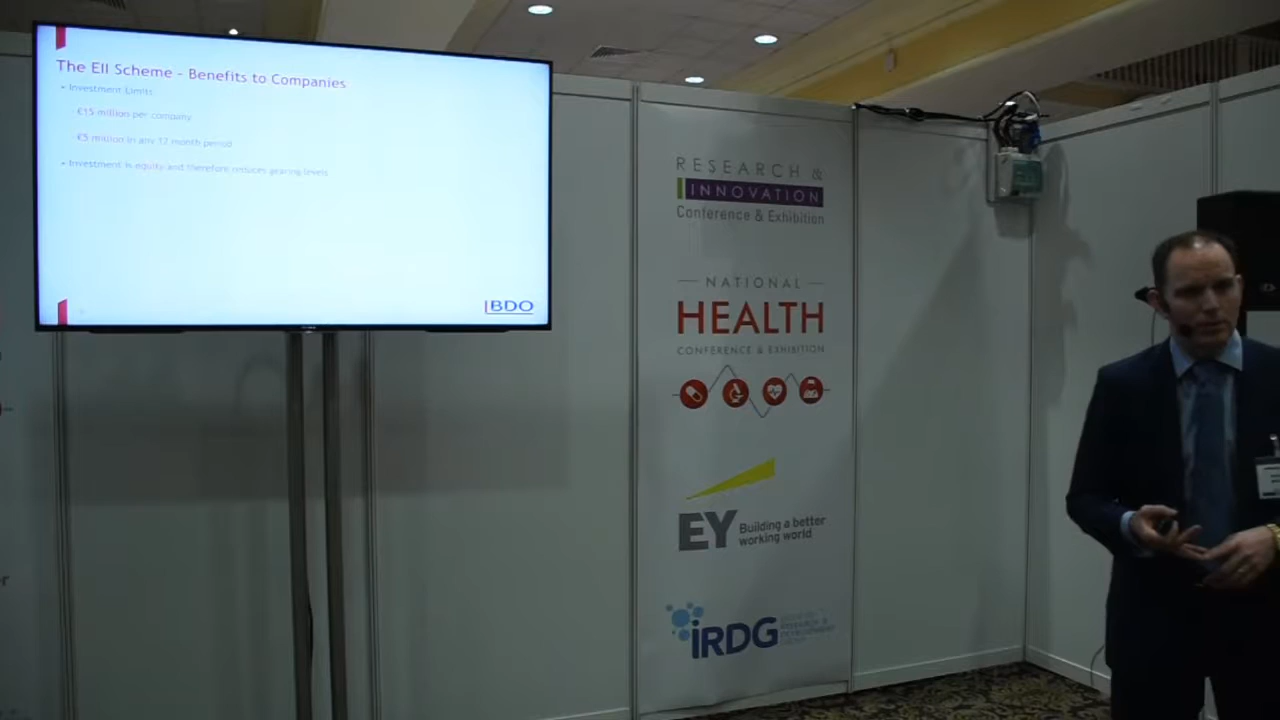 The EII Scheme - Benefits to Companies
- Investment Limits
€15 million per company
€5 million in any 12 month period
- Investment is equity and therefore reduces gearing levels
BDO
RESEARCH &
INNOVATION
Conference & Exhibition
NATIONAL
HEALTH
CONFERENCE & EXHIBITION
EY
Building a better
working world
iRDG
RESEARCH &
DEVELOPMENT